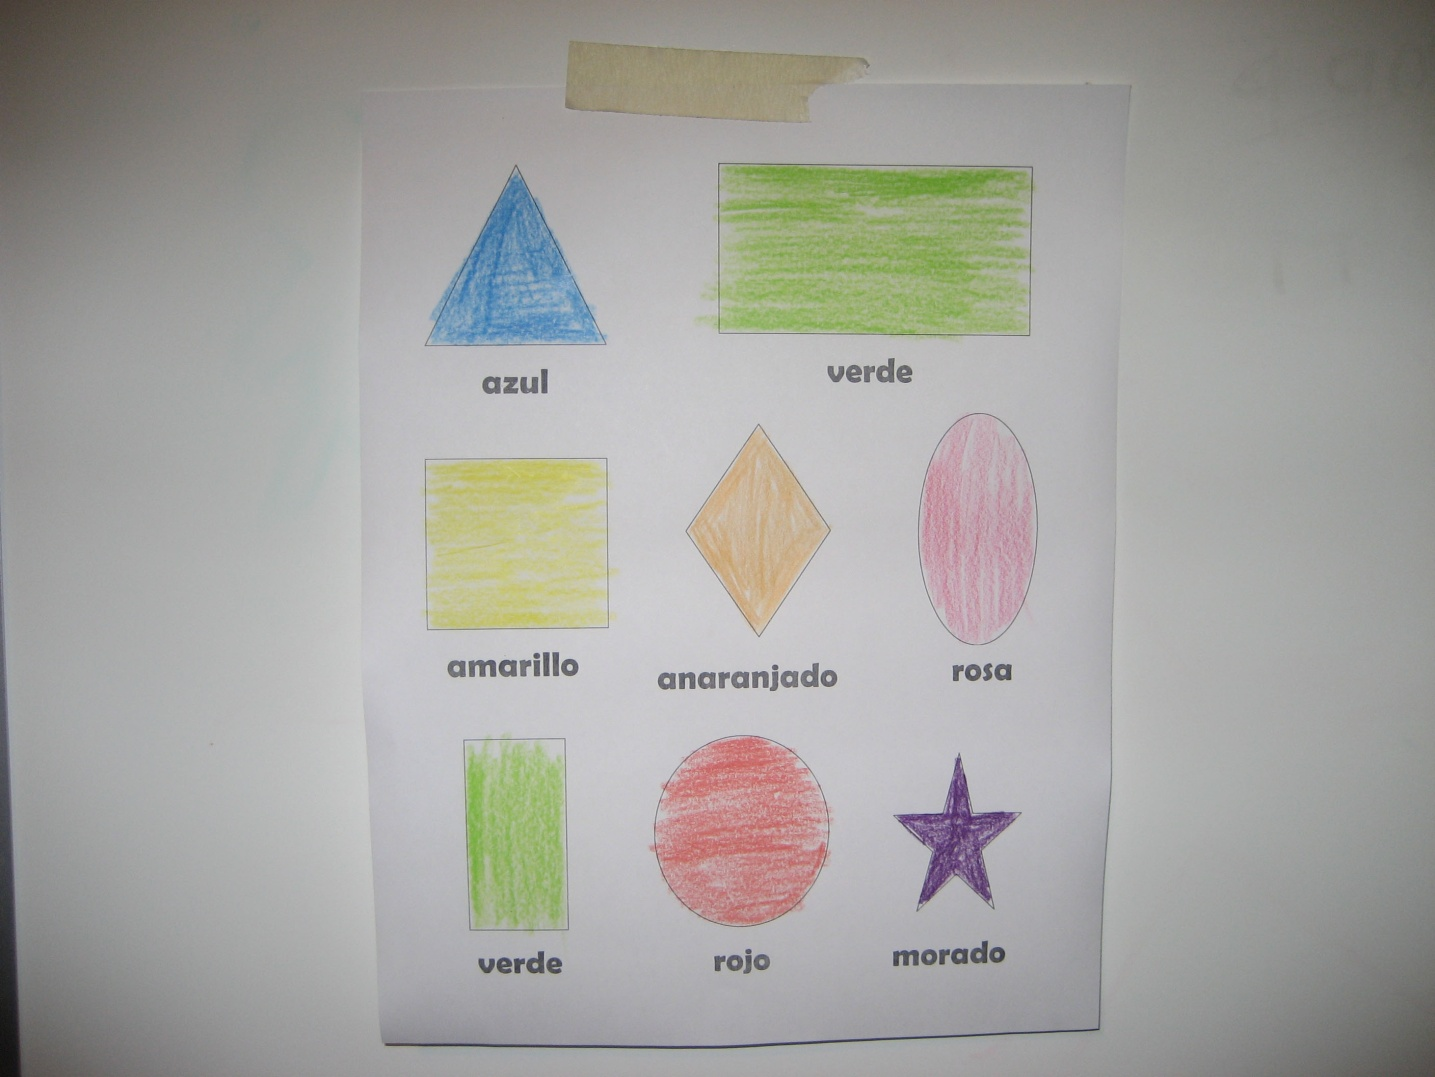 azul
verde
amarillo
anaranjado
rosa
verde
rojo
morado